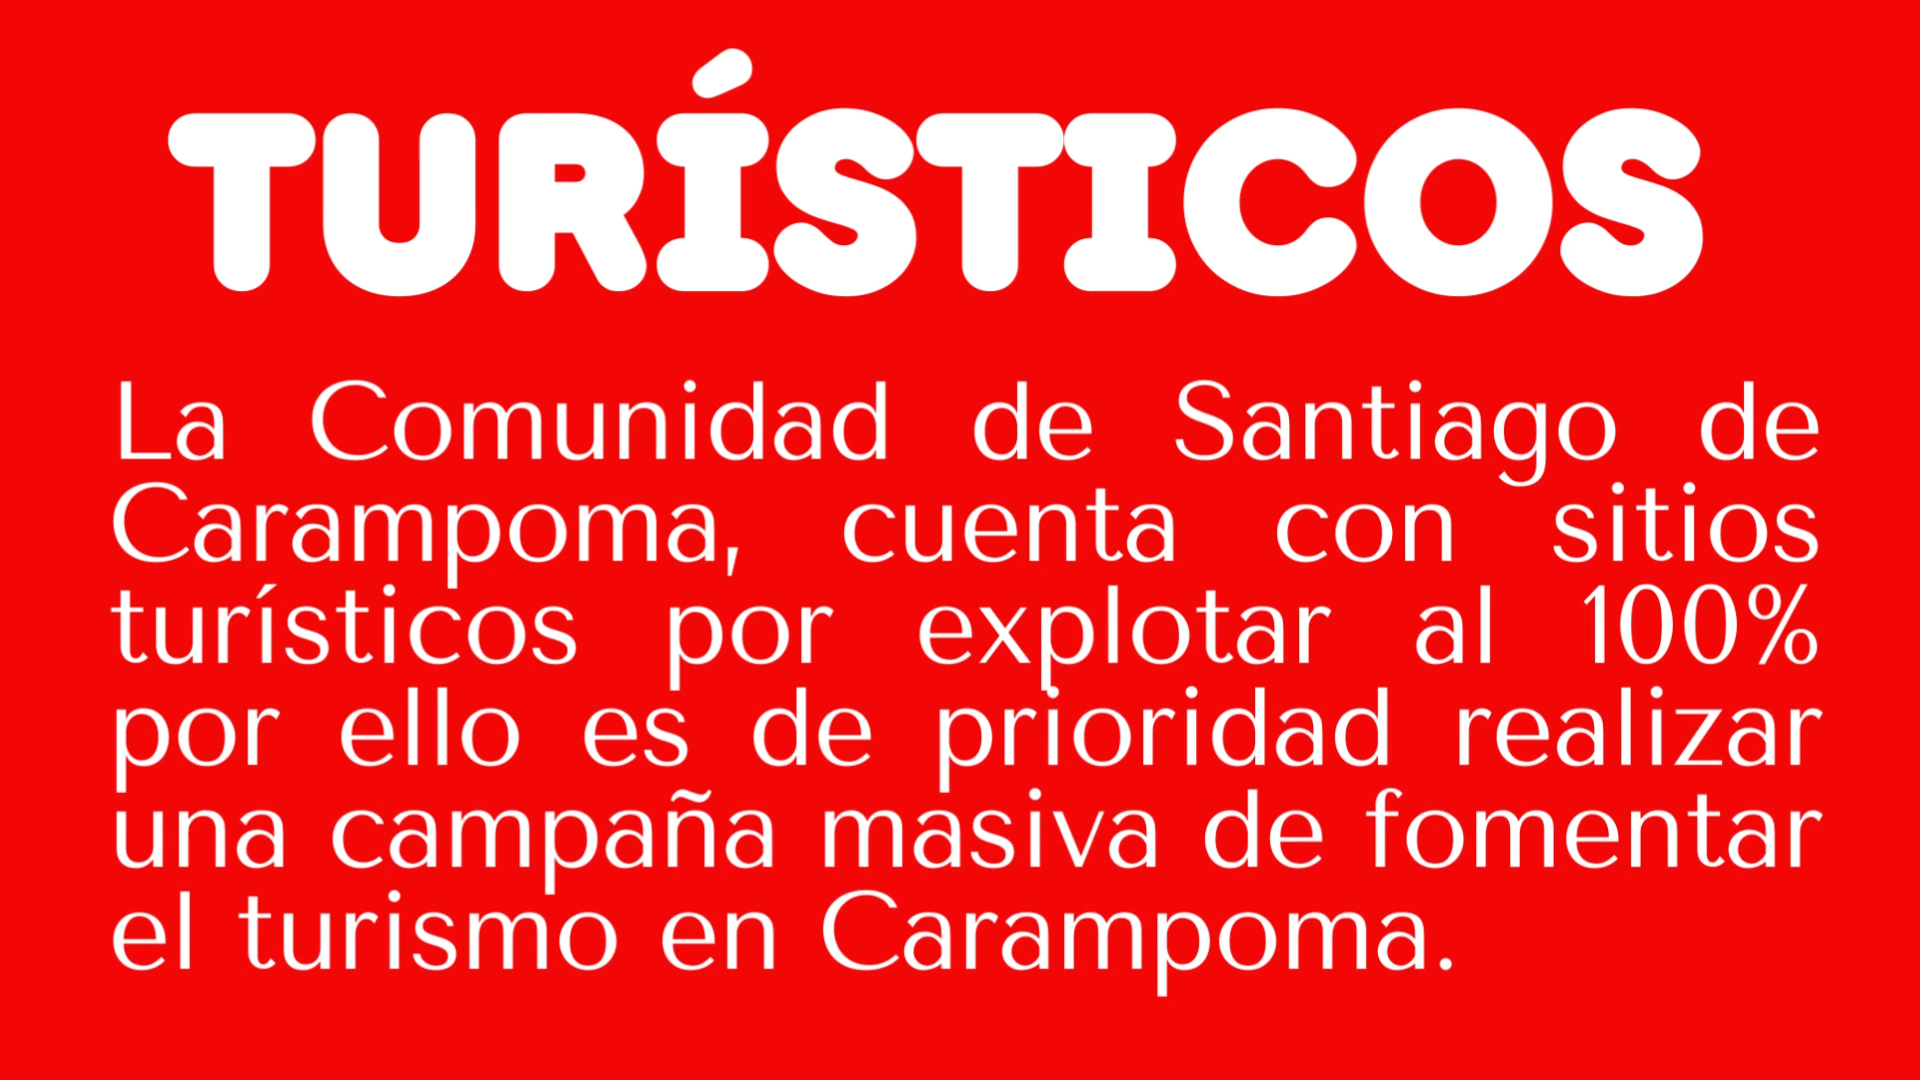 TURÍSTICOS
La Comunidad de Santiago de
Carampoma, cuenta con sitios
turísticos por explotar al 100%
por ello es de prioridad realizar
una campaña masiva de fomentar
el turismo en Carampoma.